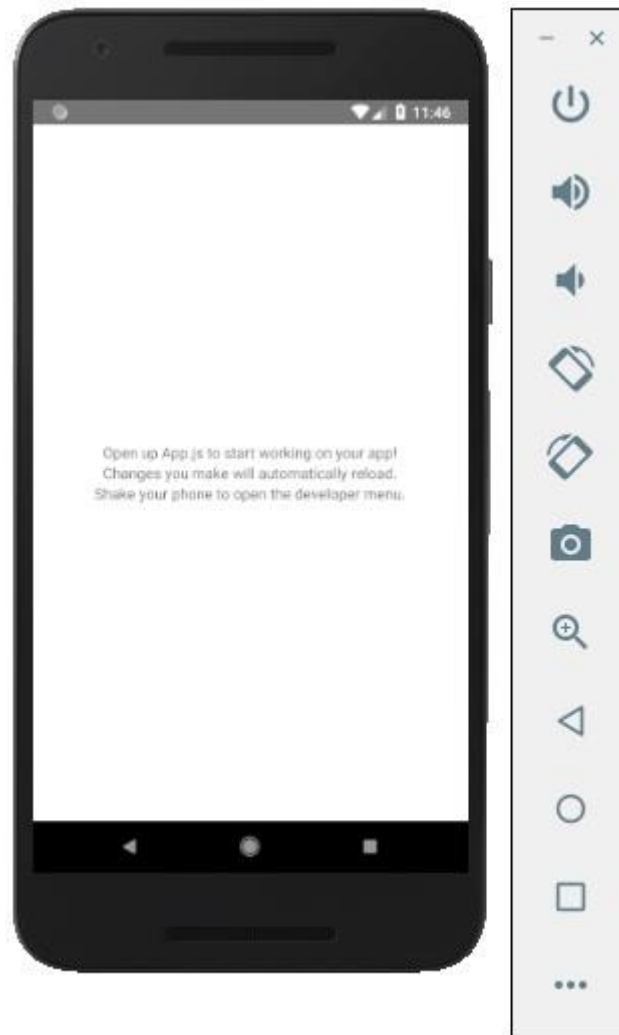 11:46
Open up App.js to start working on your app!
Changes you make will automatically reload.
Shake your phone to open the developer menu.